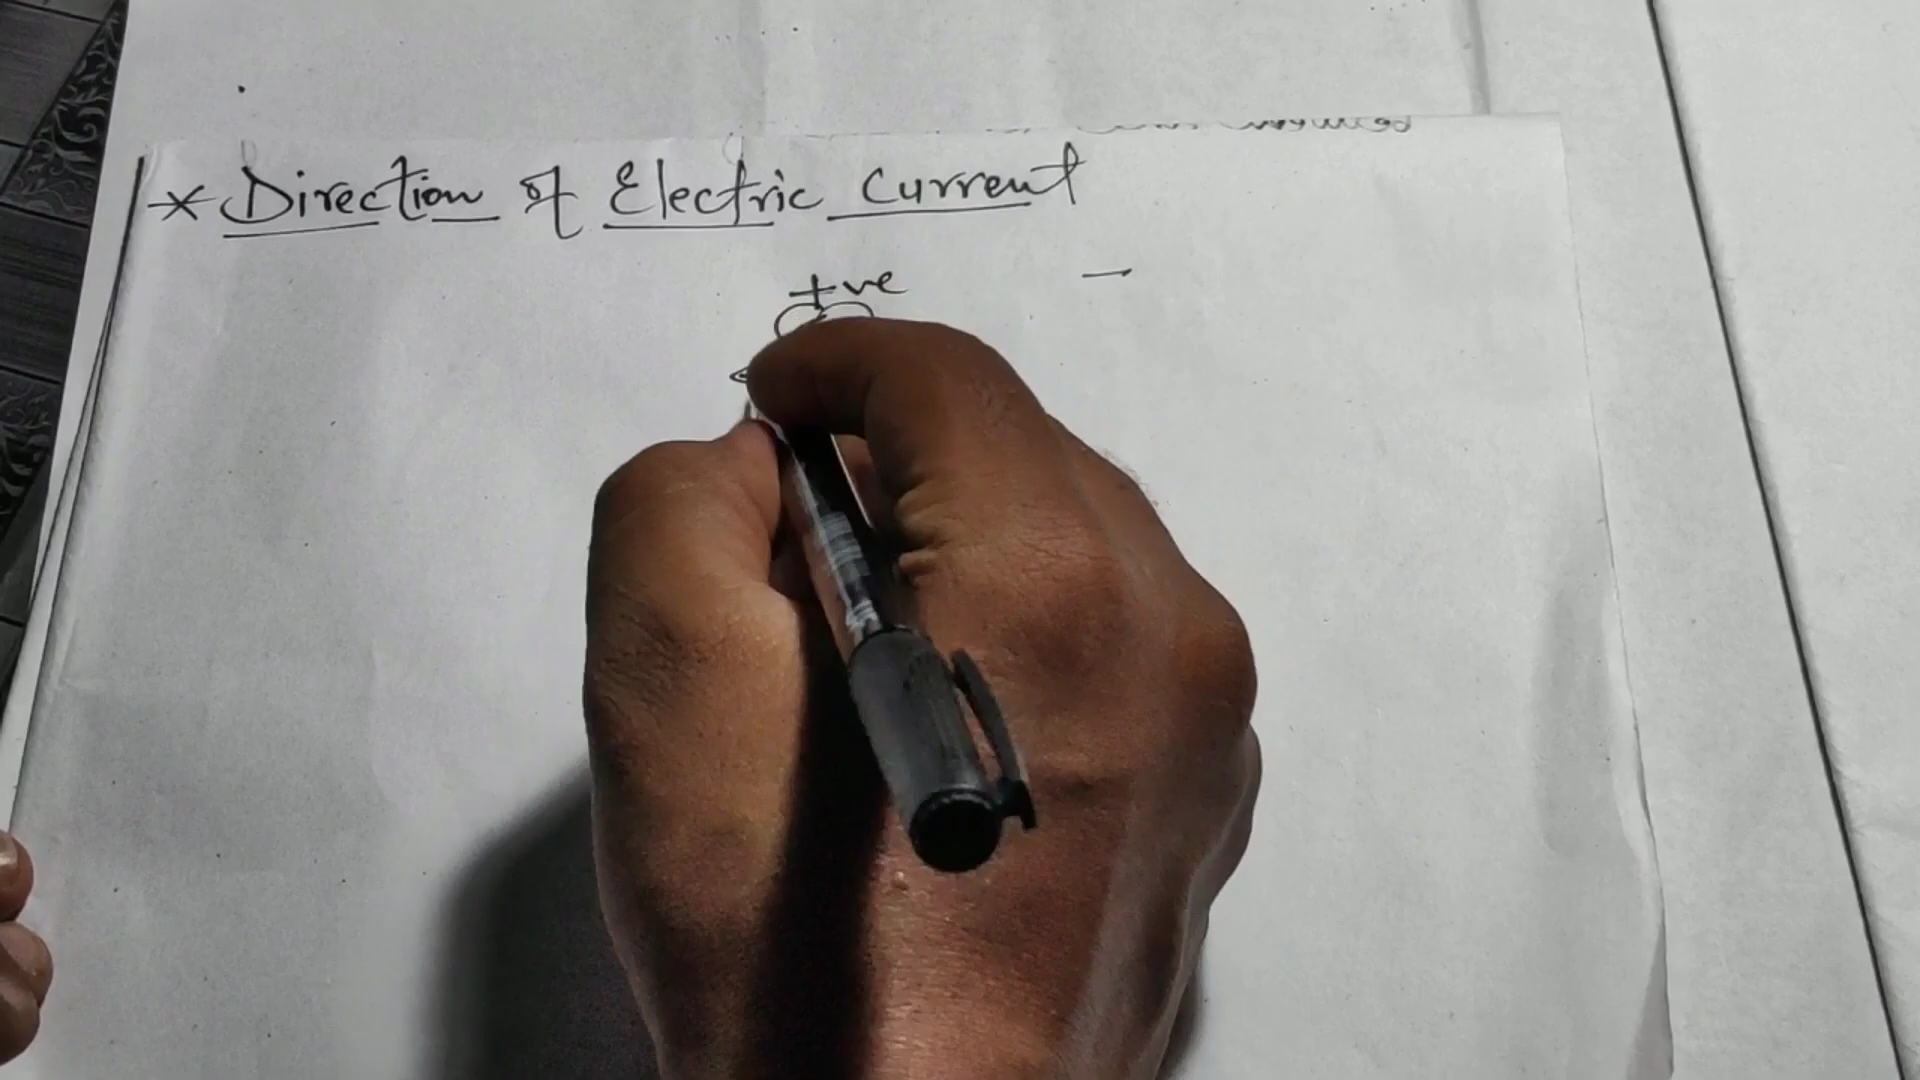 * Direction of Electric Current
+ve —